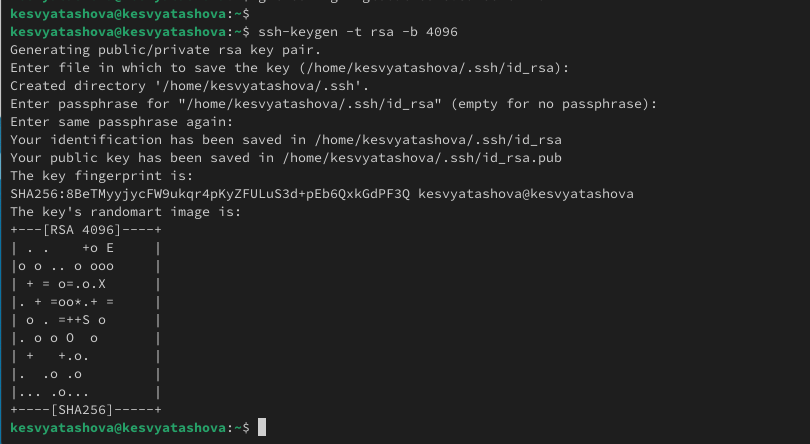 kesvyatashova@kesvyatashova:~$
kesvyatashova@kesvyatashova:~$ ssh-keygen -t rsa -b 4096
Generating public/private rsa key pair.
Enter file in which to save the key (/home/kesvyatashova/.ssh/id_rsa):
Created directory '/home/kesvyatashova/.ssh'.
Enter passphrase for "/home/kesvyatashova/.ssh/id_rsa" (empty for no passphrase):
Enter same passphrase again:
Your identification has been saved in /home/kesvyatashova/.ssh/id_rsa
Your public key has been saved in /home/kesvyatashova/.ssh/id_rsa.pub
The key fingerprint is:
SHA256:8BeTMyyjycFW9ukqr4pKyZFULuS3d+pEb6QxkGdPF3Q kesvyatashova@kesvyatashova
The key's randomart image is:
+---[RSA 4096]----+
| . .    +o E     |
|o o .. o ooo     |
| + = o=.o.X      |
|. + =oo*.+ =     |
| o . =++S o      |
|. o o O  o       |
| +   +.o.        |
|.  .o .o         |
|... .o...        |
+----[SHA256]-----+
kesvyatashova@kesvyatashova:~$